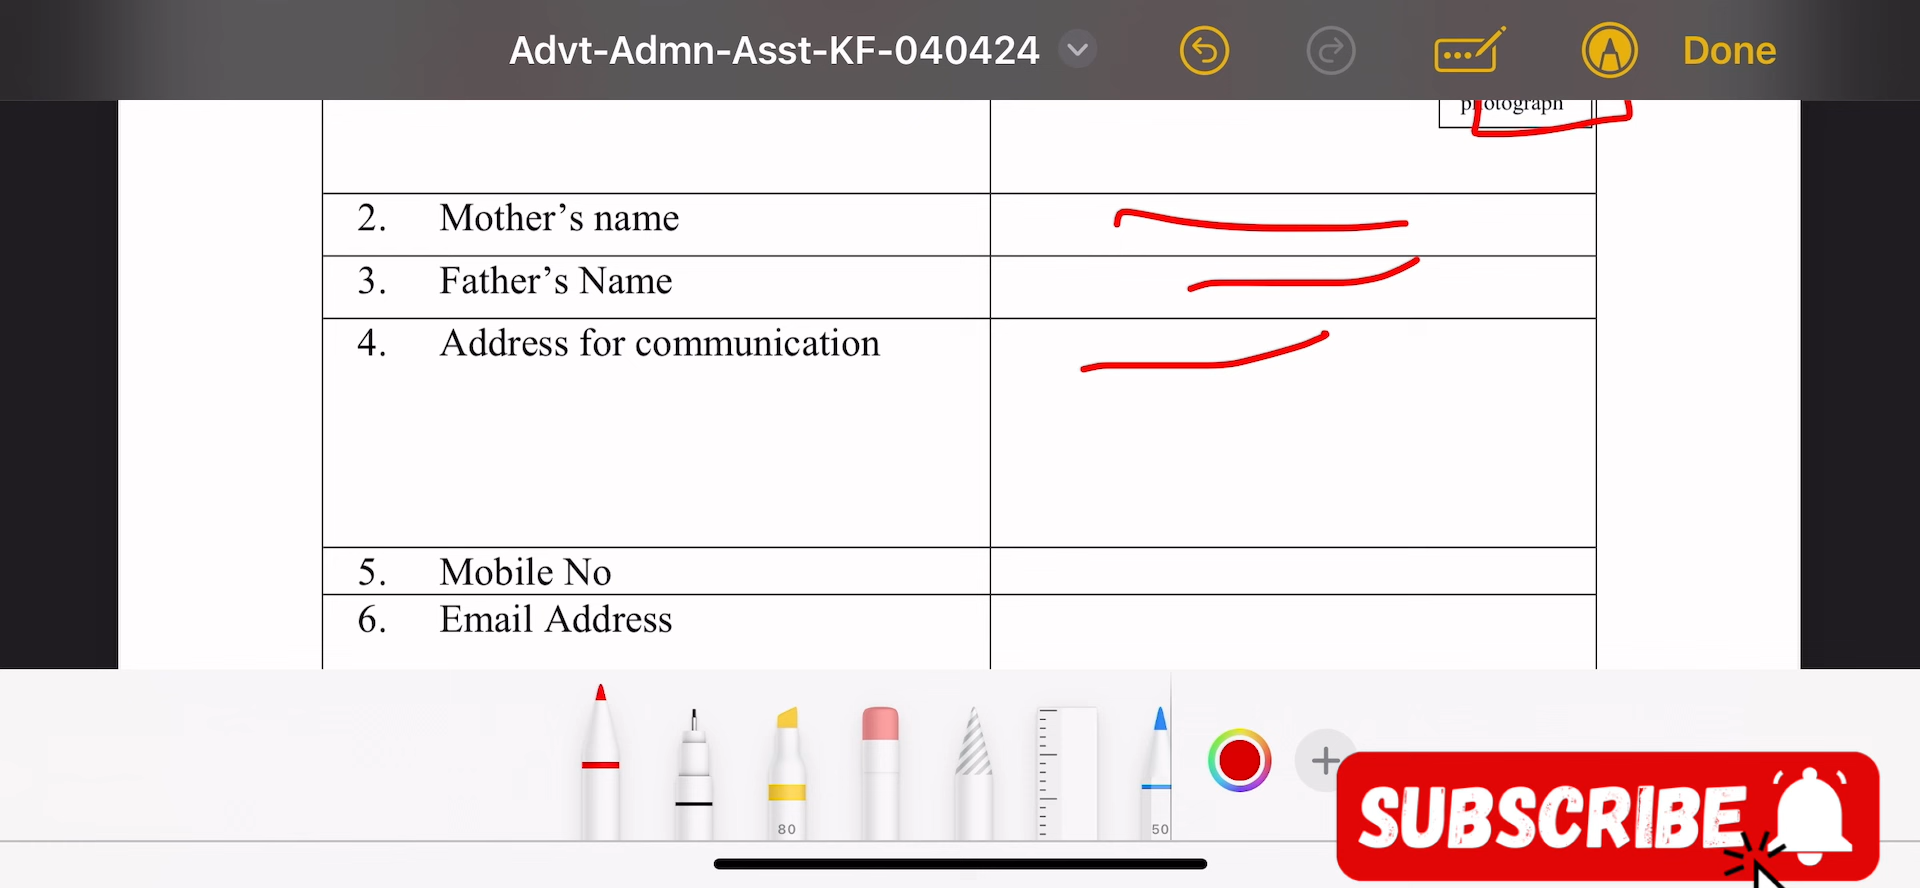 Advt-Admn-Asst-KF-040424
Done
photograph
2. Mother’s name
3. Father’s Name
4. Address for communication
5. Mobile No
6. Email Address
80
50
SUBSCRIBE